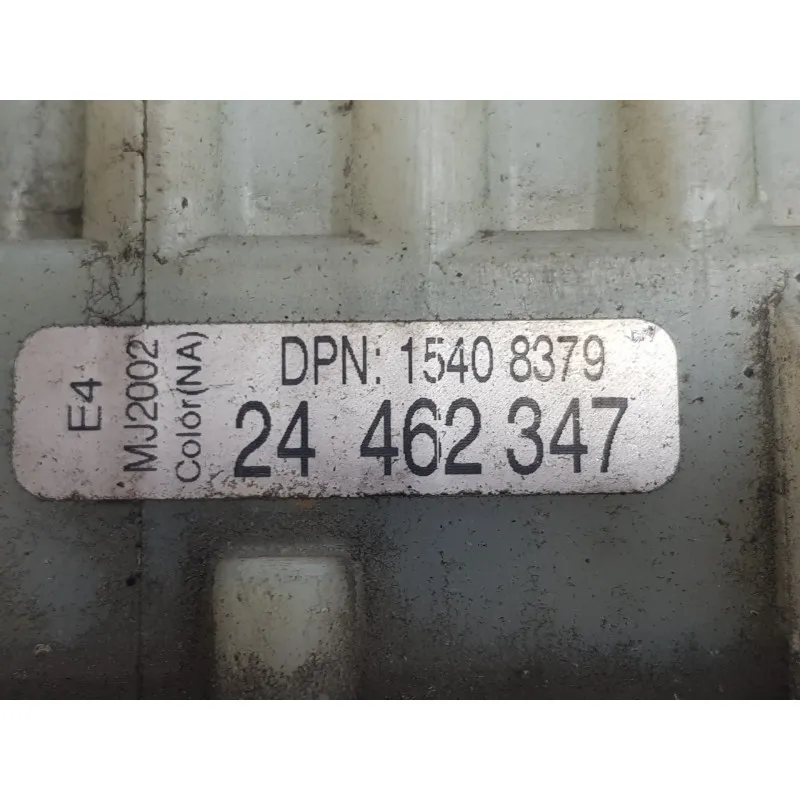 E4
MJ2002
Color(NA)
DPN: 1540 8379
24 462 347